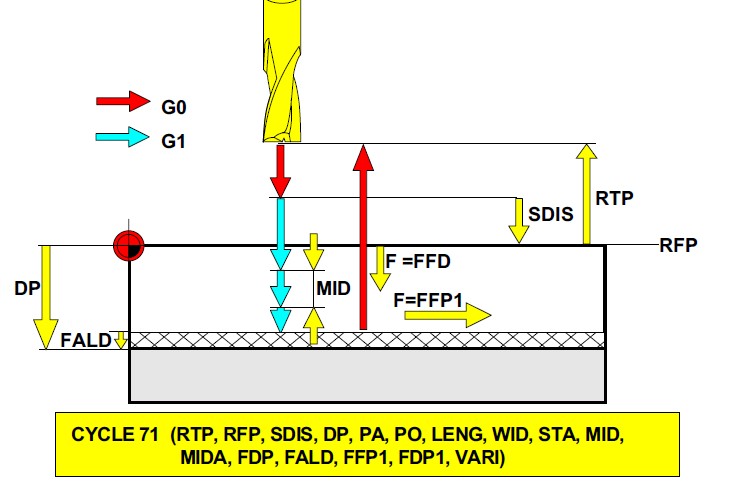 G0
G1
RTP
SDIS
RFP
F =FFD
DP
MID
F=FFP1
FALD
CYCLE 71 (RTP, RFP, SDIS, DP, PA, PO, LENG, WID, STA, MID,
MIDA, FDP, FALD, FFP1, FDP1, VARI)